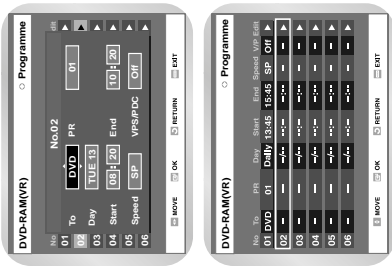 DVD-RAM(VR) Programme
No No.02 dit
01 To DVD PR 01
02
03 Day TUE 13
04 Start 08 : 20 End 10 : 20
05 Speed SP VPS/PDC Off
06
MOVE OK RETURN EXIT
DVD-RAM(VR) Programme
No To PR Day Start End Speed V/P Edit
01 DVD 01 Daily 13:45 15:45 SP Off
02 -- -- --/-- --:-- --:-- -- --
03 -- -- --/-- --:-- --:-- -- --
04 -- -- --/-- --:-- --:-- -- --
05 -- -- --/-- --:-- --:-- -- --
06 -- -- --/-- --:-- --:-- -- --
MOVE OK RETURN EXIT